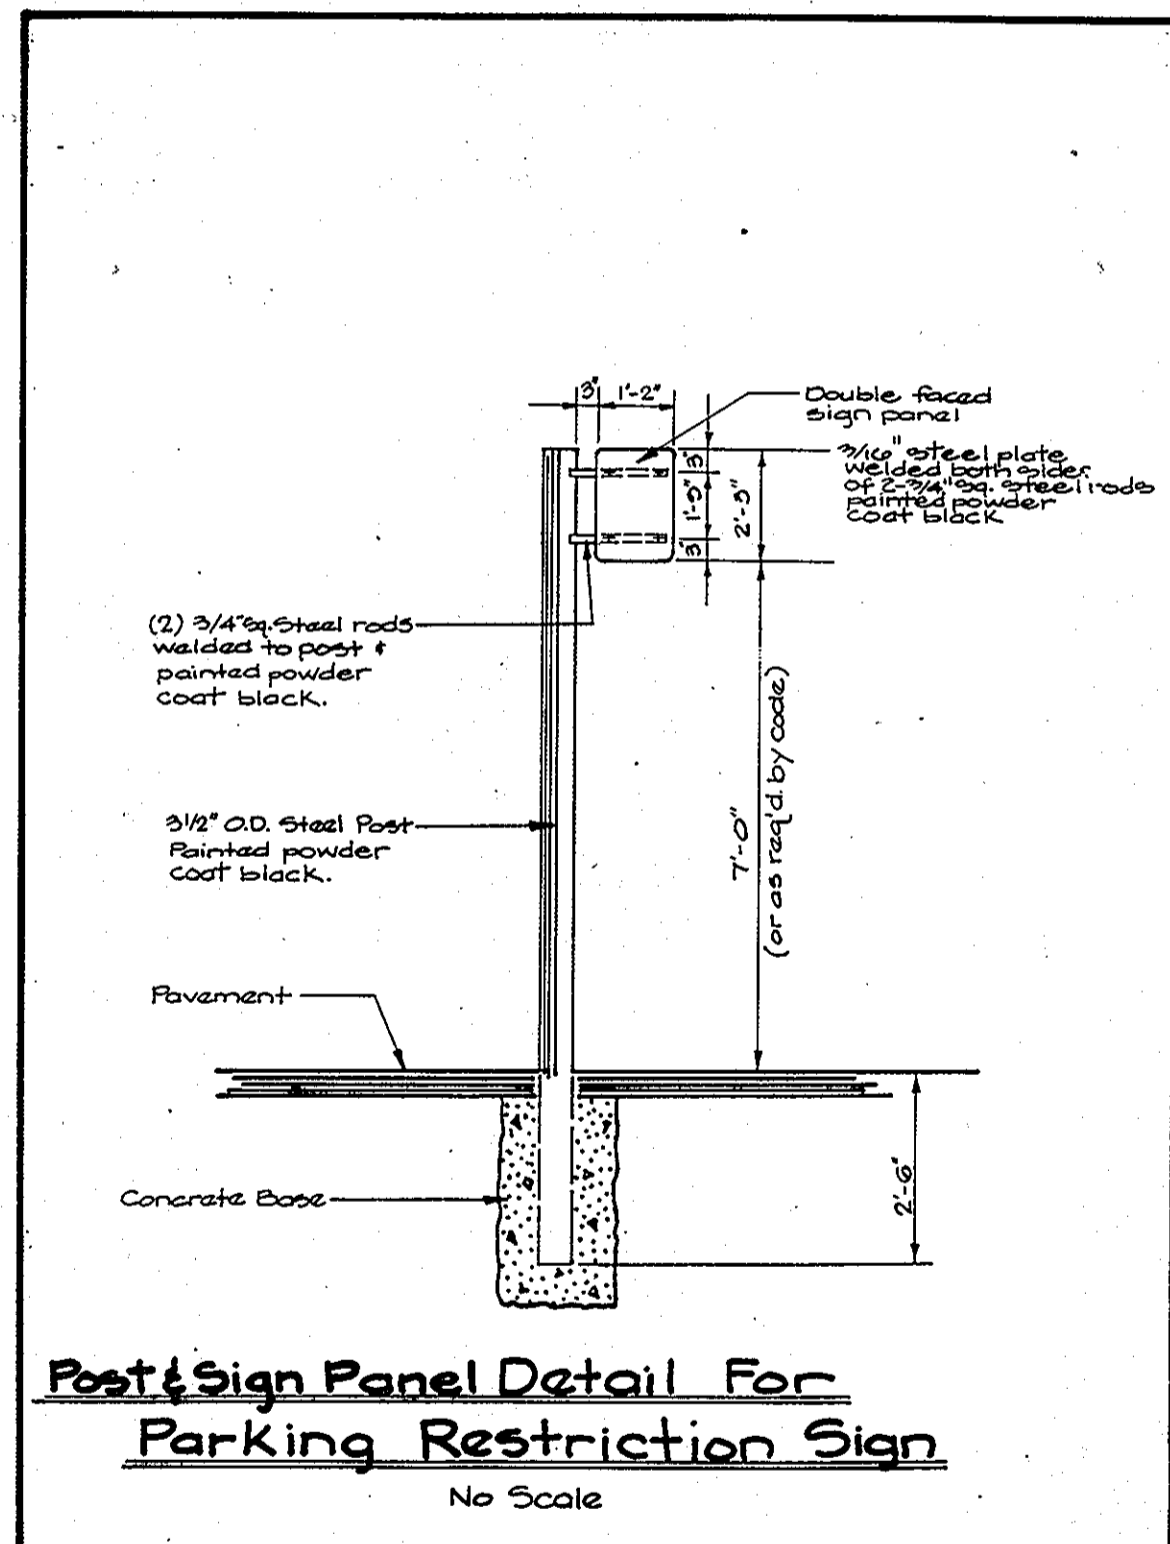 3" 1'-2"
Double faced
sign panel
3/16" steel plate
welded both sides
of 2-3/4" sq. steel rods
painted powder
coat black
3"
1'-9"
3"
2'-3"
(2) 3/4" sq. Steel rods
welded to post &
painted powder
coat black.
7'-0"
(or as req'd. by code)
3 1/2" O.D. Steel Post
Painted powder
coat black.
Pavement
Concrete Base
2'-6"
Post & Sign Panel Detail For
Parking Restriction Sign
No Scale